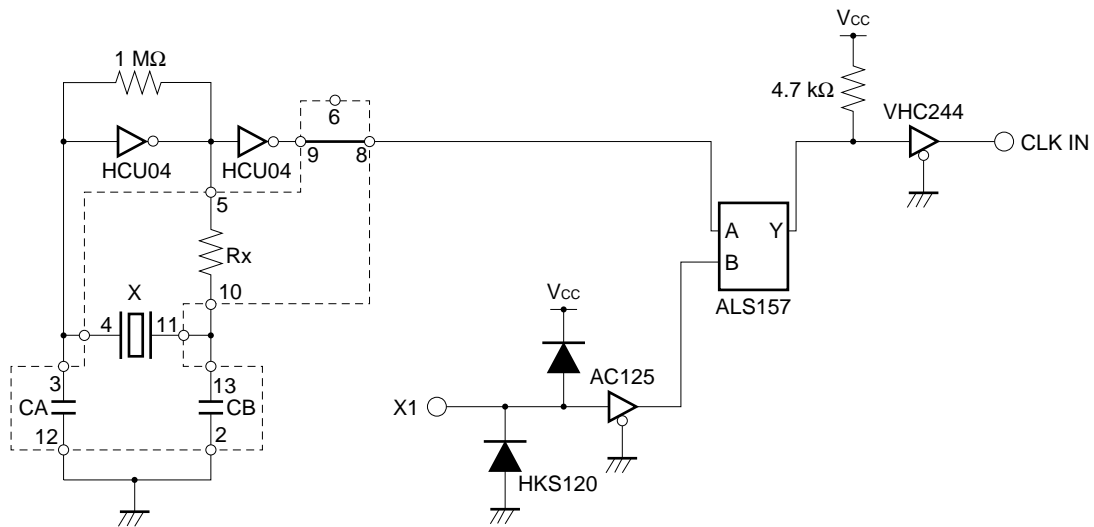 VCC
1 MΩ
4.7 kΩ
6
VHC244
HCU04
HCU04
9
8
CLK IN
5
A
Y
B
Rx
ALS157
X
10
VCC
4
11
3
13
AC125
CA
CB
X1
12
2
HKS120